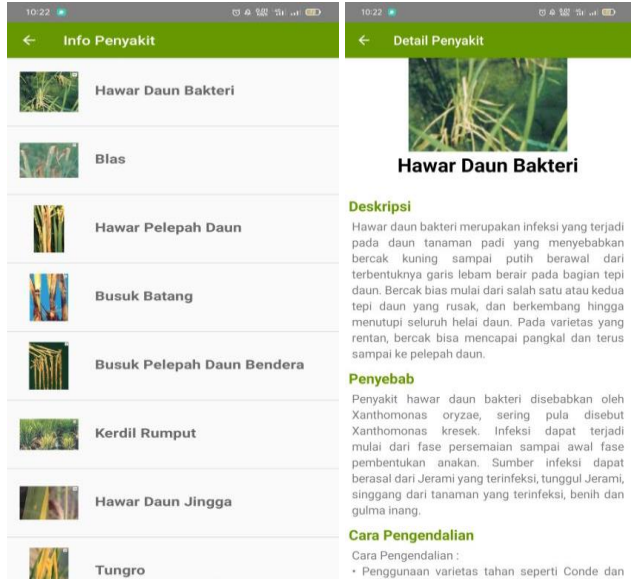 10:22
Info Penyakit
Hawar Daun Bakteri
Blas
Hawar Pelepah Daun
Busuk Batang
Busuk Pelepah Daun Bendera
Kerdil Rumput
Hawar Daun Jingga
Tungro
10:22
Detail Penyakit
Hawar Daun Bakteri
Deskripsi
Hawar daun bakteri merupakan infeksi yang terjadi
pada daun tanaman padi yang menyebabkan
bercak kuning sampai putih berawal dari
terbentuknya garis lebam berair pada bagian tepi
daun. Bercak bias mulai dari salah satu atau kedua
tepi daun yang rusak, dan berkembang hingga
menutupi seluruh helai daun. Pada varietas yang
rentan, bercak bisa mencapai pangkal dan terus
sampai ke pelepah daun.
Penyebab
Penyakit hawar daun bakteri disebabkan oleh
Xanthomonas oryzae, sering pula disebut
Xanthomonas kresek. Infeksi dapat terjadi
mulai dari fase persemaian sampai awal fase
pembentukan anakan. Sumber infeksi dapat
berasal dari Jerami yang terinfeksi, tunggul Jerami,
singgang dari tanaman yang terinfeksi, benih dan
gulma inang.
Cara Pengendalian
Cara Pengendalian :
• Penggunaan varietas tahan seperti Conde dan